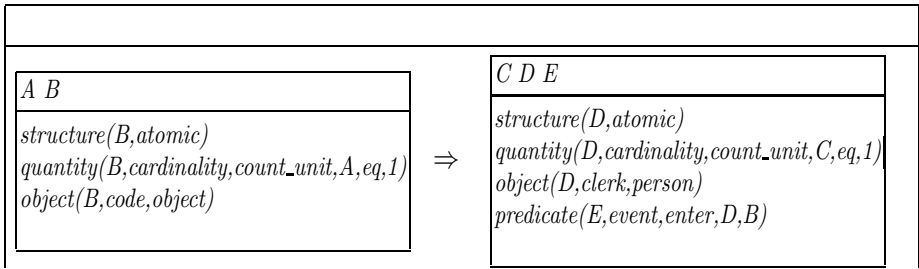 A B
structure(B,atomic)
quantity(B,cardinality,count_unit,A,eq,1)
object(B,code,object)
⇒
C D E
structure(D,atomic)
quantity(D,cardinality,count_unit,C,eq,1)
object(D,clerk,person)
predicate(E,event,enter,D,B)